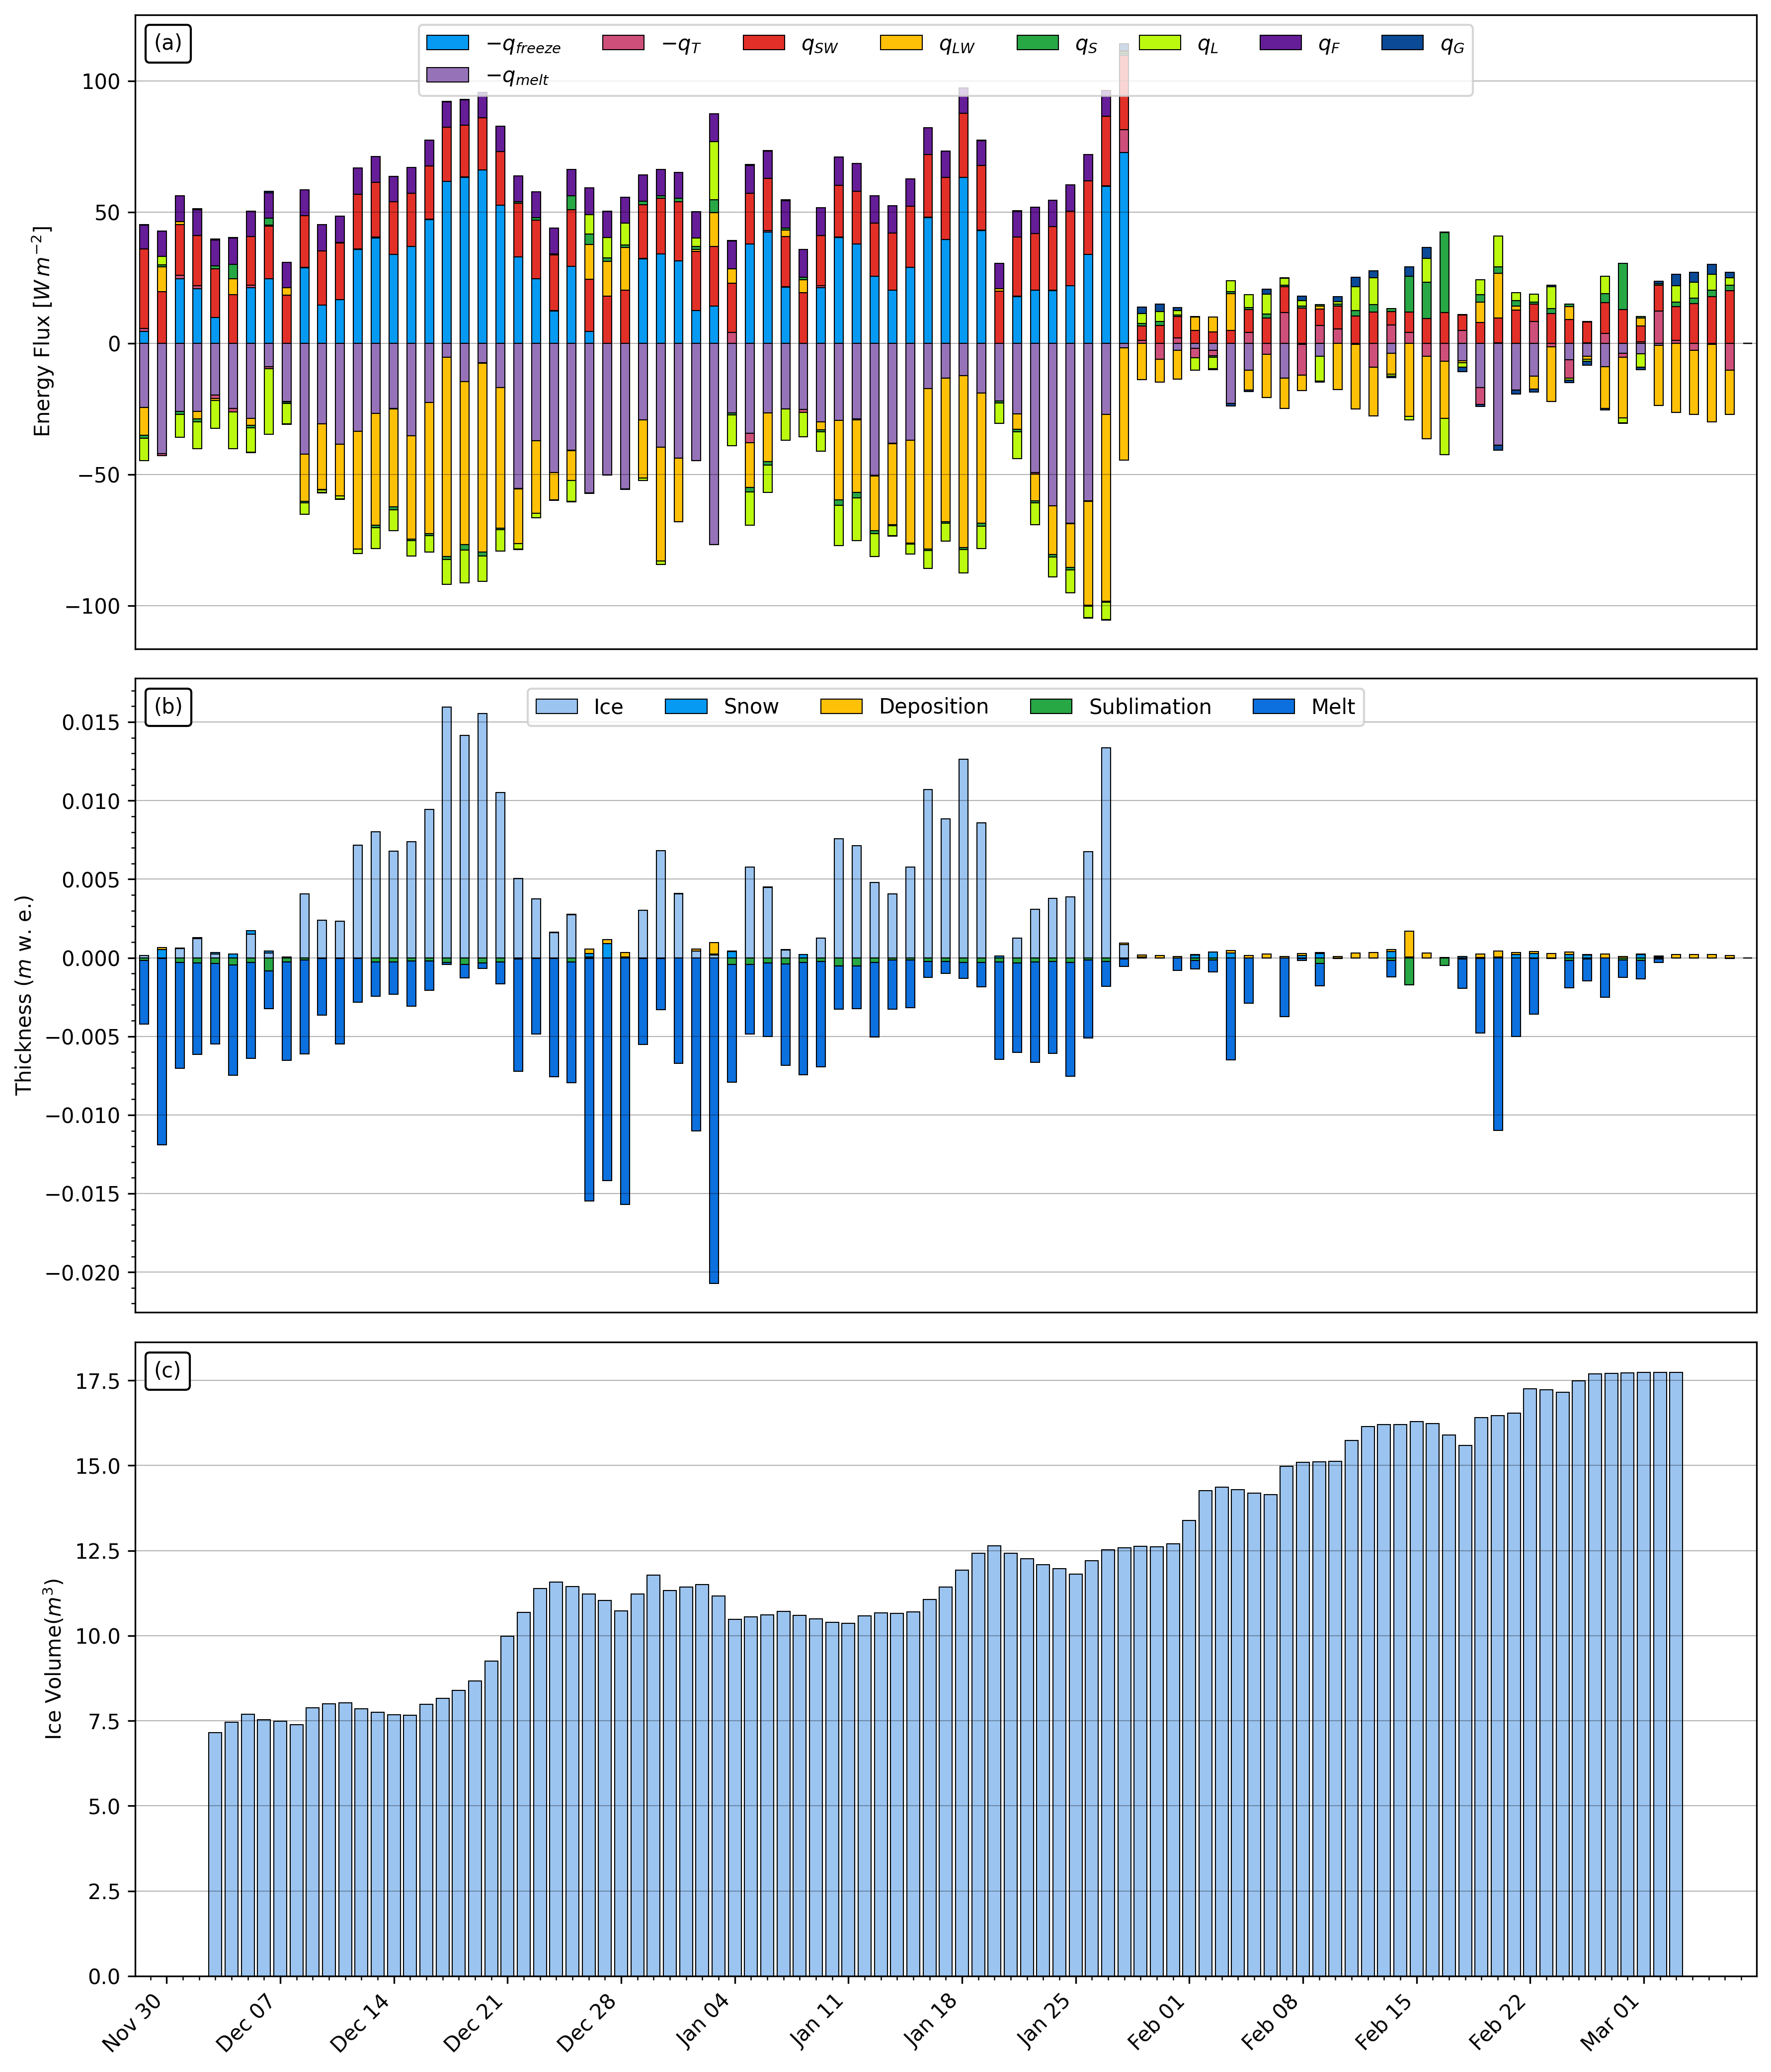 (a)
−q_freeze −q_T q_SW q_LW q_S q_L q_F q_G
−q_melt
Energy Flux [W m⁻²]
100
50
0
−50
−100
(b)
Ice Snow Deposition Sublimation Melt
Thickness (m w. e.)
0.015
0.010
0.005
0.000
−0.005
−0.010
−0.015
−0.020
(c)
Ice Volume(m³)
17.5
15.0
12.5
10.0
7.5
5.0
2.5
0.0
Nov 30 Dec 07 Dec 14 Dec 21 Dec 28 Jan 04 Jan 11 Jan 18 Jan 25 Feb 01 Feb 08 Feb 15 Feb 22 Mar 01